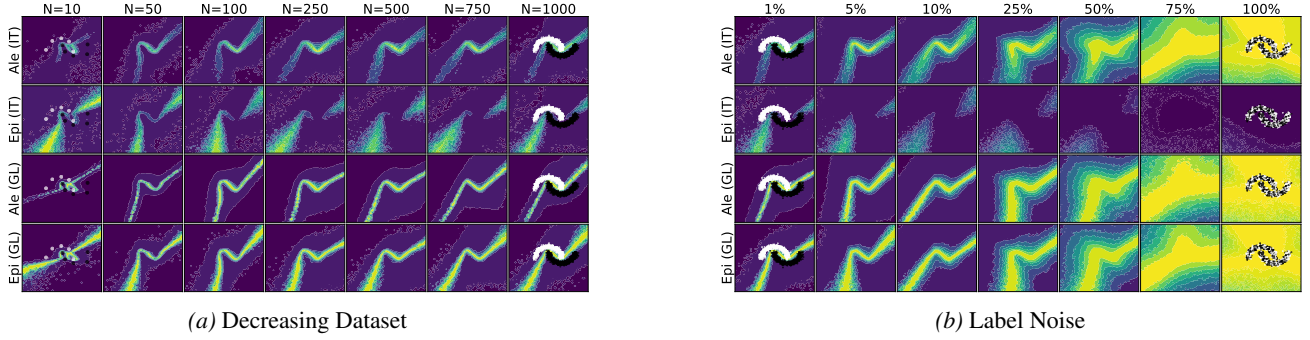 N=10 N=50 N=100 N=250 N=500 N=750 N=1000
Ale (IT)
Epi (IT)
Ale (GL)
Epi (GL)
(a) Decreasing Dataset
1% 5% 10% 25% 50% 75% 100%
Ale (IT)
Epi (IT)
Ale (GL)
Epi (GL)
(b) Label Noise